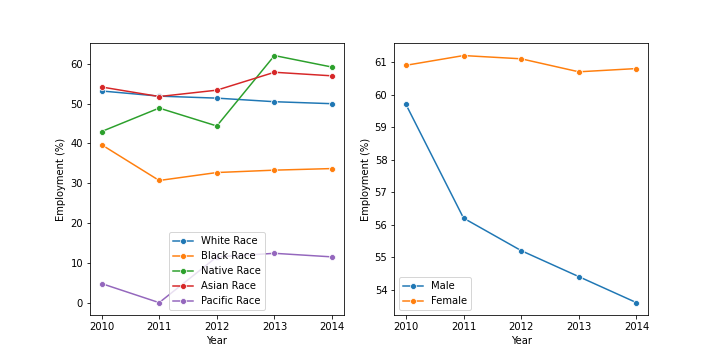 60
50
40
30
20
10
0
Employment (%)
2010
2011
2012
2013
2014
Year
White Race
Black Race
Native Race
Asian Race
Pacific Race
61
60
59
58
57
56
55
54
Employment (%)
2010
2011
2012
2013
2014
Year
Male
Female